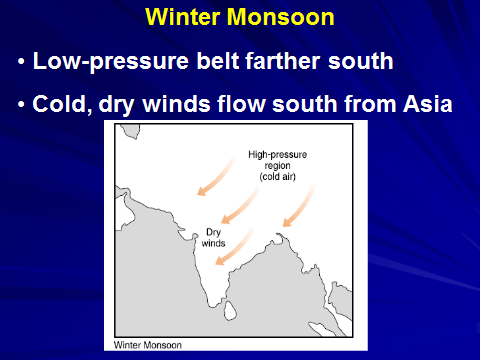 Winter Monsoon
• Low-pressure belt farther south
• Cold, dry winds flow south from Asia
High-pressure
region
(cold air)
Dry
winds
Winter Monsoon